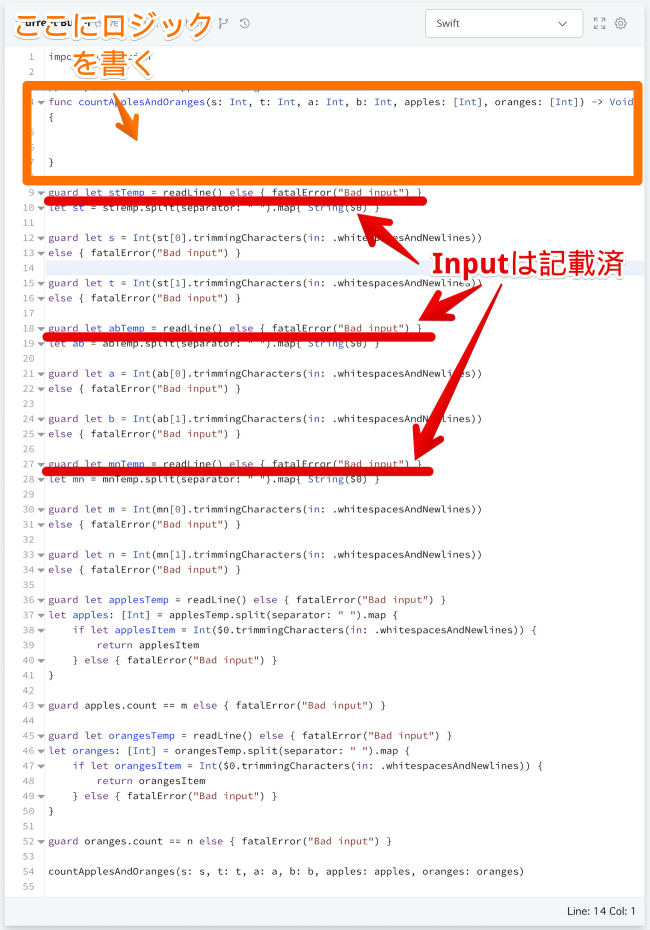 ここにロジック
を書く
Swift
1
2
func countApplesAndOranges(s: Int, t: Int, a: Int, b: Int, apples: [Int], oranges: [Int]) -> Void
{
}
9 guard let stTemp = readLine() else { fatalError("Bad input") }
10 let st = stTemp.split(separator: " ").map{ String($0) }
11
12 guard let s = Int(st[0].trimmingCharacters(in: .whitespacesAndNewlines))
13 else { fatalError("Bad input") }
14
Inputは記載済
15 guard let t = Int(st[1].trimmingCharacters(in: .whitespacesAndNewlines))
16 else { fatalError("Bad input") }
17
18 guard let abTemp = readLine() else { fatalError("Bad input") }
19 let ab = abTemp.split(separator: " ").map{ String($0) }
20
21 guard let a = Int(ab[0].trimmingCharacters(in: .whitespacesAndNewlines))
22 else { fatalError("Bad input") }
23
24 guard let b = Int(ab[1].trimmingCharacters(in: .whitespacesAndNewlines))
25 else { fatalError("Bad input") }
26
27 guard let mnTemp = readLine() else { fatalError("Bad input") }
28 let mn = mnTemp.split(separator: " ").map{ String($0) }
29
30 guard let m = Int(mn[0].trimmingCharacters(in: .whitespacesAndNewlines))
31 else { fatalError("Bad input") }
32
33 guard let n = Int(mn[1].trimmingCharacters(in: .whitespacesAndNewlines))
34 else { fatalError("Bad input") }
35
36 guard let applesTemp = readLine() else { fatalError("Bad input") }
37 let apples: [Int] = applesTemp.split(separator: " ").map {
38 if let applesItem = Int($0.trimmingCharacters(in: .whitespacesAndNewlines)) {
39 return applesItem
40 } else { fatalError("Bad input") }
41 }
42
43 guard apples.count == m else { fatalError("Bad input") }
44
45 guard let orangesTemp = readLine() else { fatalError("Bad input") }
46 let oranges: [Int] = orangesTemp.split(separator: " ").map {
47 if let orangesItem = Int($0.trimmingCharacters(in: .whitespacesAndNewlines)) {
48 return orangesItem
49 } else { fatalError("Bad input") }
50 }
51
52 guard oranges.count == n else { fatalError("Bad input") }
53
54 countApplesAndOranges(s: s, t: t, a: a, b: b, apples: apples, oranges: oranges)
55
Line: 14 Col: 1